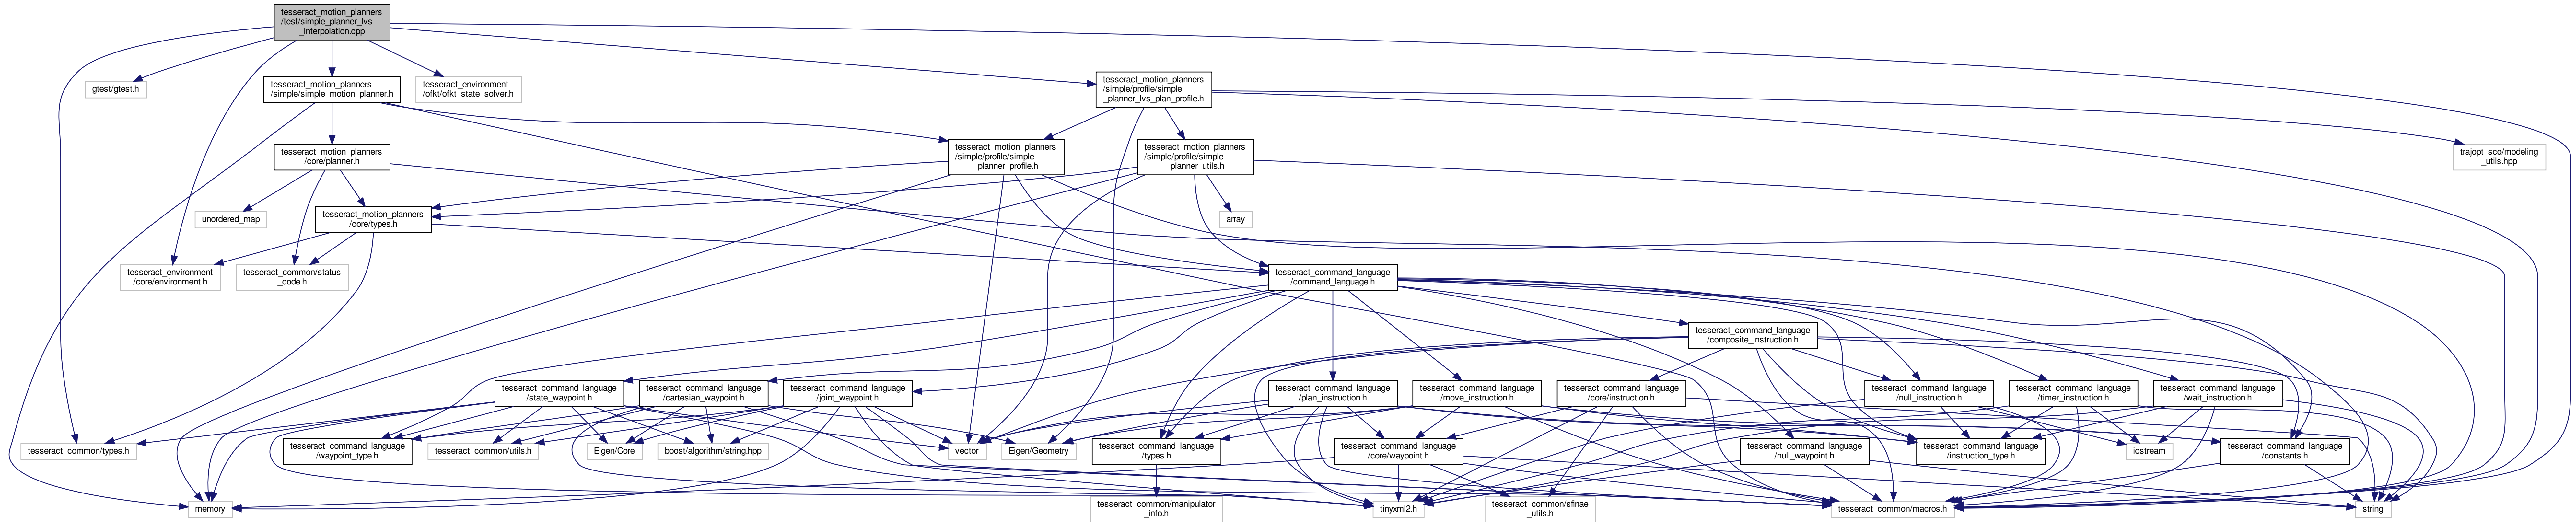 tesseract_motion_planners
/test/simple_planner_lvs
_interpolation.cpp
gtest/gtest.h
tesseract_motion_planners
/simple/simple_motion_planner.h
tesseract_environment
/ofkt/ofkt_state_solver.h
tesseract_motion_planners
/simple/profile/simple
_planner_lvs_plan_profile.h
tesseract_motion_planners
/core/planner.h
tesseract_motion_planners
/simple/profile/simple
_planner_profile.h
tesseract_motion_planners
/simple/profile/simple
_planner_utils.h
trajopt_sco/modeling
_utils.hpp
unordered_map
tesseract_motion_planners
/core/types.h
array
tesseract_environment
/core/environment.h
tesseract_common/status
_code.h
tesseract_command_language
/command_language.h
tesseract_command_language
/composite_instruction.h
tesseract_command_language
/state_waypoint.h
tesseract_command_language
/cartesian_waypoint.h
tesseract_command_language
/joint_waypoint.h
tesseract_command_language
/plan_instruction.h
tesseract_command_language
/move_instruction.h
tesseract_command_language
/core/instruction.h
tesseract_command_language
/null_instruction.h
tesseract_command_language
/timer_instruction.h
tesseract_command_language
/wait_instruction.h
tesseract_common/types.h
tesseract_command_language
/waypoint_type.h
tesseract_common/utils.h
Eigen/Core
boost/algorithm/string.hpp
vector
Eigen/Geometry
tesseract_command_language
/types.h
tesseract_command_language
/core/waypoint.h
tesseract_command_language
/null_waypoint.h
tesseract_command_language
/instruction_type.h
iostream
tesseract_command_language
/constants.h
memory
tesseract_common/manipulator
_info.h
tinyxml2.h
tesseract_common/sfinae
_utils.h
tesseract_common/macros.h
string